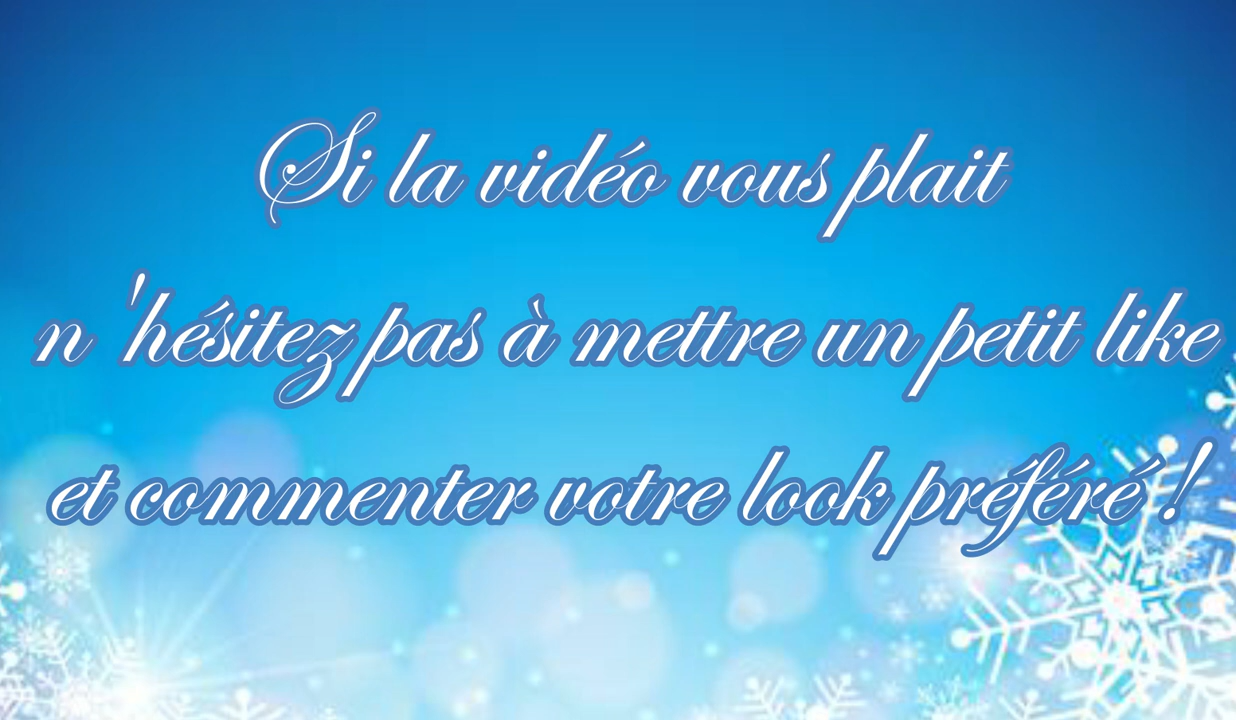 Si la vidéo vous plait
n 'hésitez pas à mettre un petit like
et commenter votre look préféré !